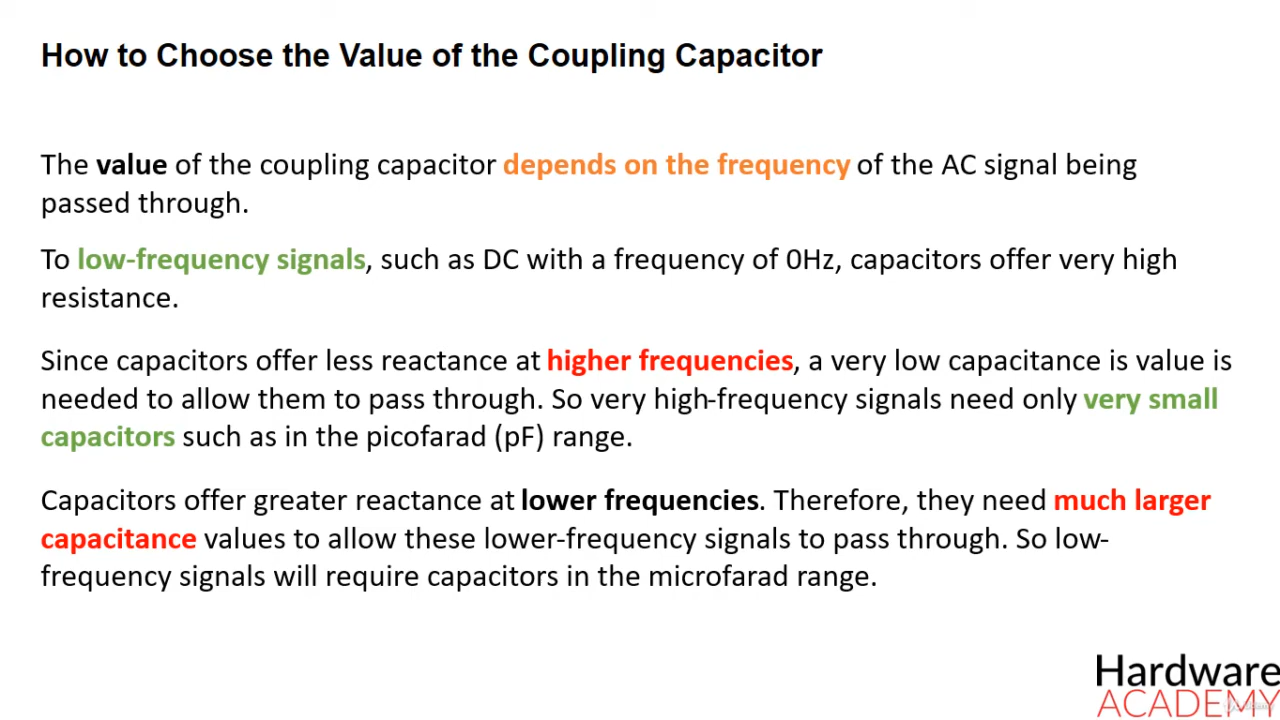 How to Choose the Value of the Coupling Capacitor
The value of the coupling capacitor depends on the frequency of the AC signal being
passed through.
To low-frequency signals, such as DC with a frequency of 0Hz, capacitors offer very high
resistance.
Since capacitors offer less reactance at higher frequencies, a very low capacitance is value is
needed to allow them to pass through. So very high-frequency signals need only very small
capacitors such as in the picofarad (pF) range.
Capacitors offer greater reactance at lower frequencies. Therefore, they need much larger
capacitance values to allow these lower-frequency signals to pass through. So low-
frequency signals will require capacitors in the microfarad range.
Hardware
ACADEMY